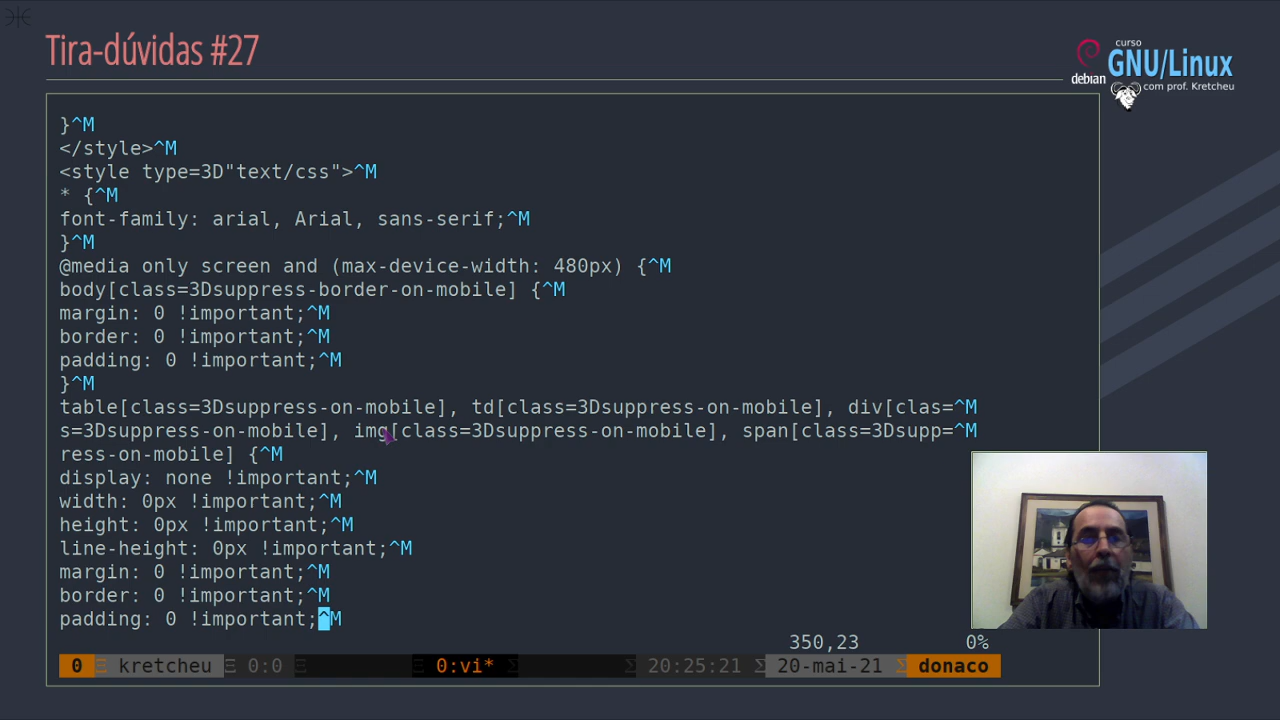 Tira-dúvidas #27
curso
GNU/Linux
debian
com prof. Kretcheu
}^M
</style>^M
<style type=3D"text/css">^M
* {^M
font-family: arial, Arial, sans-serif;^M
}^M
@media only screen and (max-device-width: 480px) {^M
body[class=3Dsuppress-border-on-mobile] {^M
margin: 0 !important;^M
border: 0 !important;^M
padding: 0 !important;^M
}^M
table[class=3Dsuppress-on-mobile], td[class=3Dsuppress-on-mobile], div[clas=^M
s=3Dsuppress-on-mobile], img[class=3Dsuppress-on-mobile], span[class=3Dsupp=^M
ress-on-mobile] {^M
display: none !important;^M
width: 0px !important;^M
height: 0px !important;^M
line-height: 0px !important;^M
margin: 0 !important;^M
border: 0 !important;^M
padding: 0 !important;^M
350,23 0%
0 Ξ kretcheu Ξ 0:0 Ξ Ξ 0:vi* Σ Σ 20:25:21 Σ 20-mai-21 Σ donaco